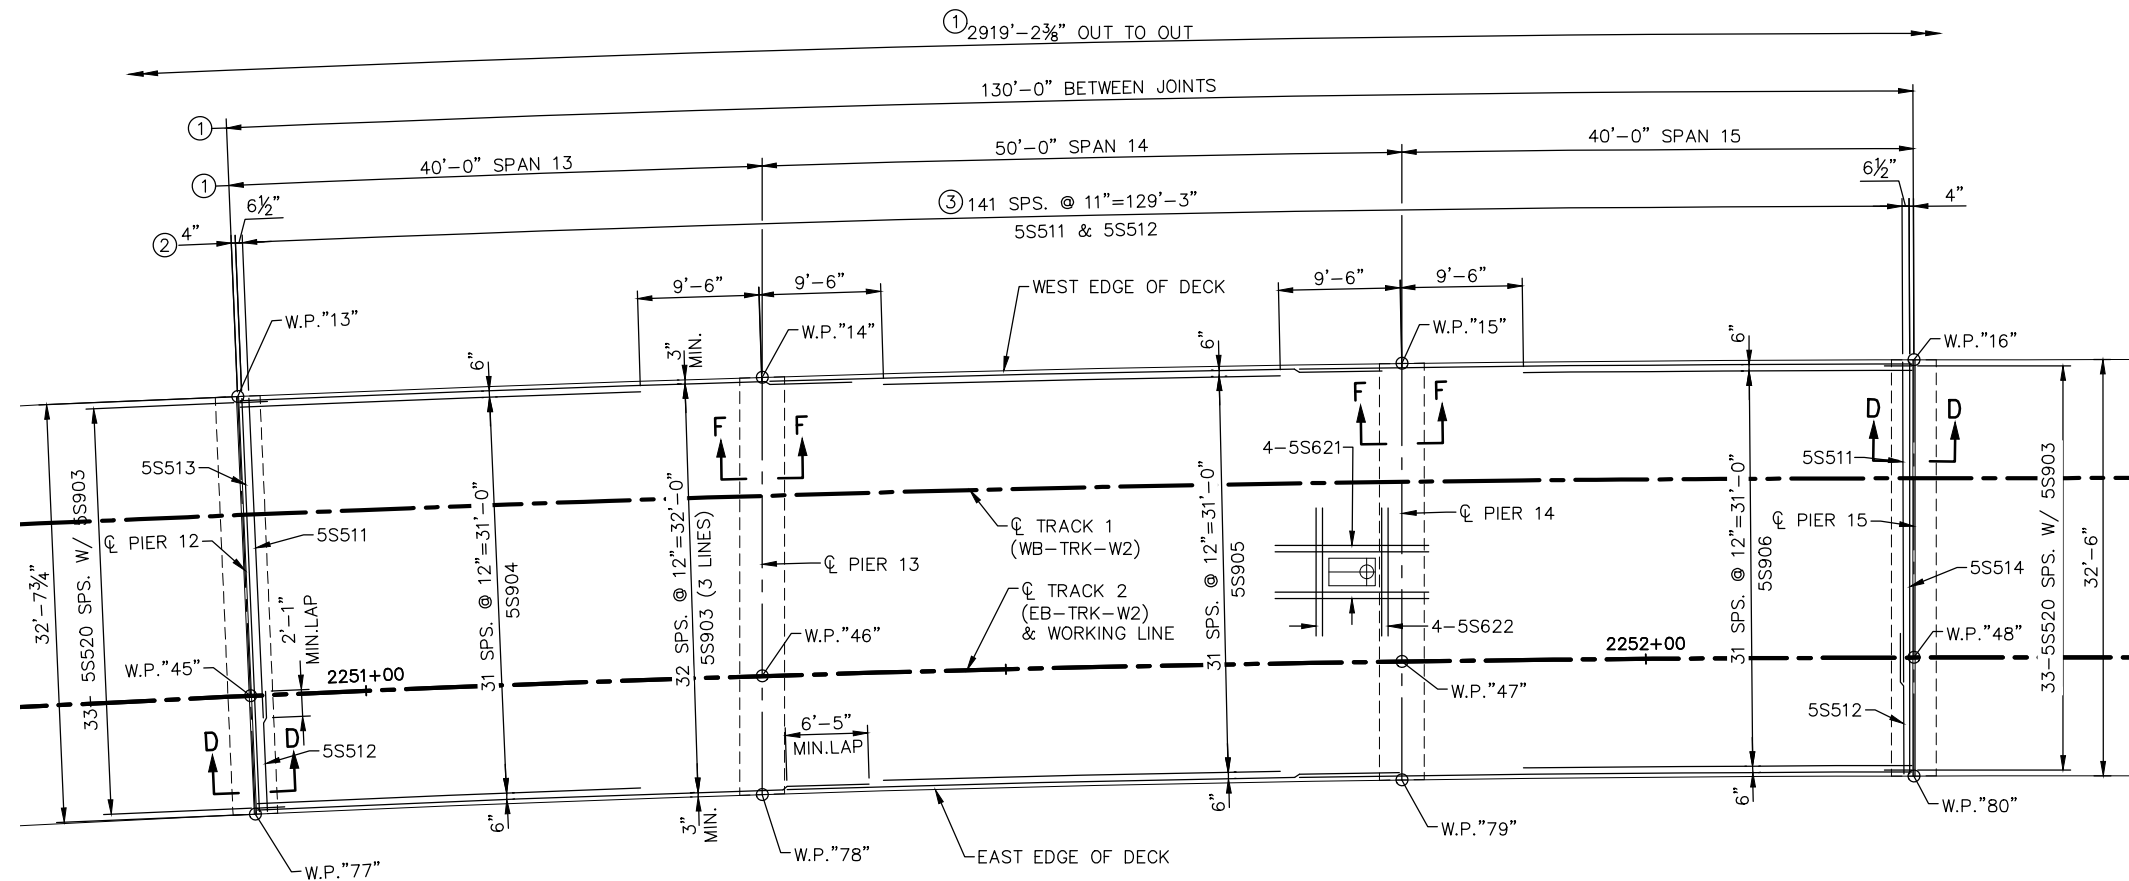 ① 2919'-2⅜" OUT TO OUT
130'-0" BETWEEN JOINTS
①
40'-0" SPAN 13
50'-0" SPAN 14
40'-0" SPAN 15
①
6½"
③ 141 SPS. @ 11"=129'-3"
5S511 & 5S512
6½"
4"
② 4"
9'-6"
9'-6"
WEST EDGE OF DECK
9'-6"
9'-6"
W.P."13"
W.P."14"
W.P."15"
W.P."16"
6"
3"
MIN.
6"
6"
F
F
F
F
D
D
4-5S621
5S513
5S511
5S511
℄ PIER 12
℄ TRACK 1
(WB-TRK-W2)
℄ PIER 13
℄ PIER 14
℄ PIER 15
32'-7¾"
33-5S520 SPS. W/ 5S903
2'-1"
MIN.LAP
31 SPS. @ 12"=31'-0"
5S904
32 SPS. @ 12"=32'-0"
5S903 (3 LINES)
℄ TRACK 2
(EB-TRK-W2)
& WORKING LINE
31 SPS. @ 12"=31'-0"
5S905
4-5S622
31 SPS. @ 12"=31'-0"
5S906
5S514
33-5S520 SPS. W/ 5S903
32'-6"
W.P."45"
2251+00
W.P."46"
W.P."47"
2252+00
W.P."48"
D
D
5S512
6'-5"
MIN.LAP
5S512
6"
3"
MIN.
6"
6"
W.P."77"
W.P."78"
EAST EDGE OF DECK
W.P."79"
W.P."80"